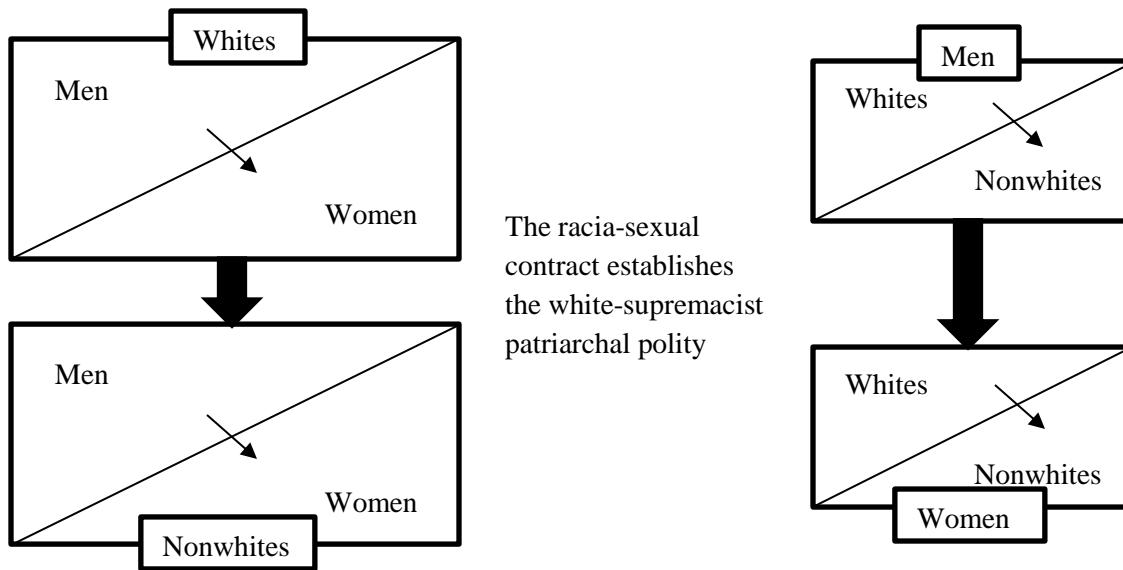 Whites
Men
Women
Men
Women
Nonwhites
The racia-sexual
contract establishes
the white-supremacist
patriarchal polity
Men
Whites
Nonwhites
Whites
Nonwhites
Women